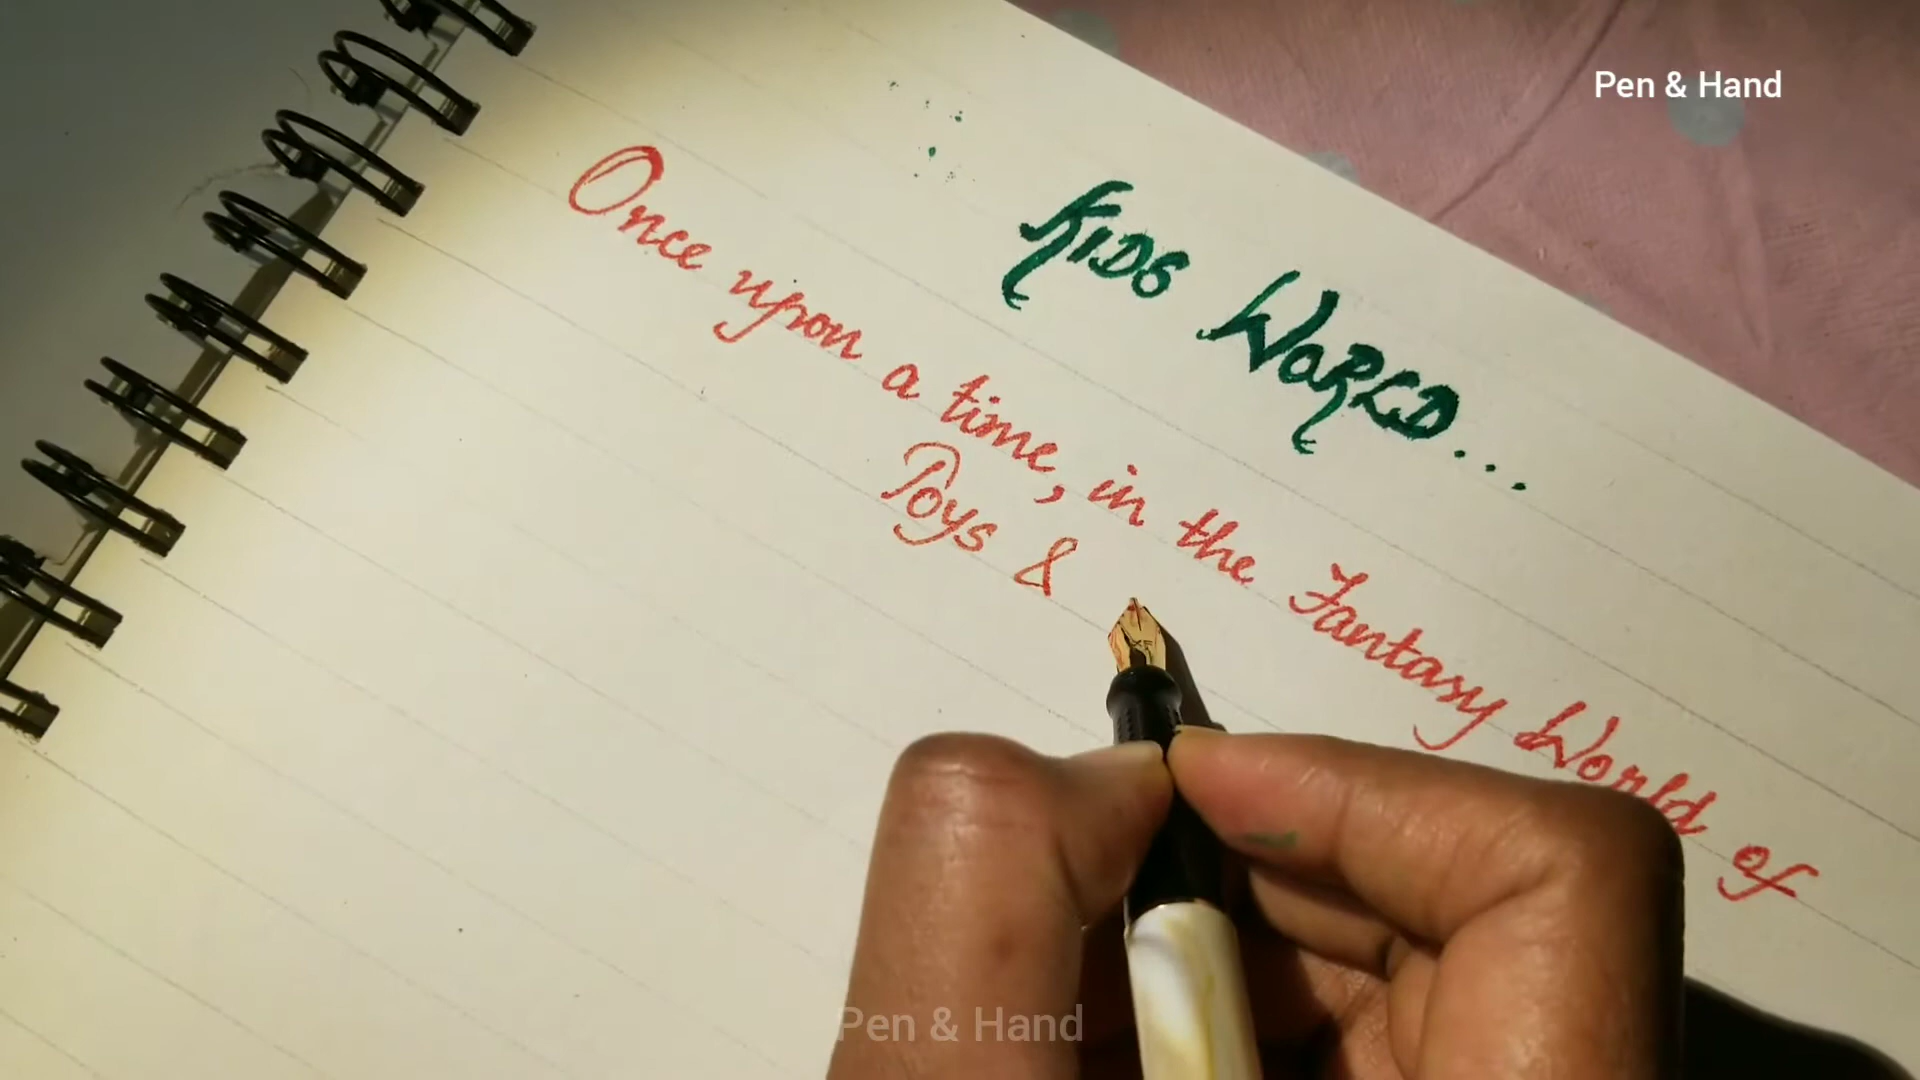 Pen & Hand
KIDS WORLD...
Once upon a time, in the Fantasy World of
Toys &
Pen & Hand